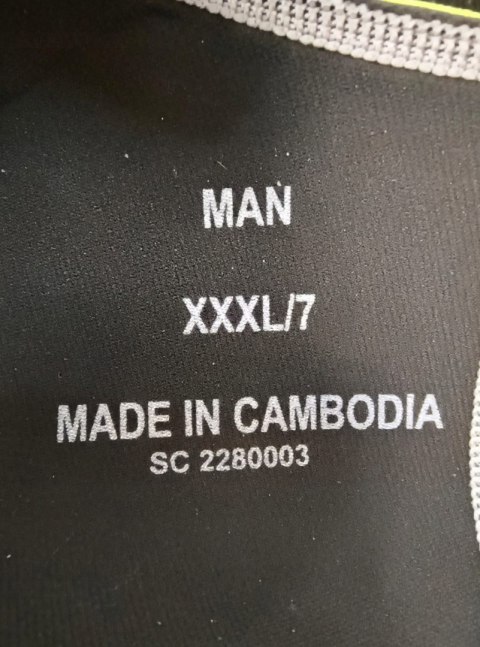 MAN
XXXL/7
MADE IN CAMBODIA
SC 2280003